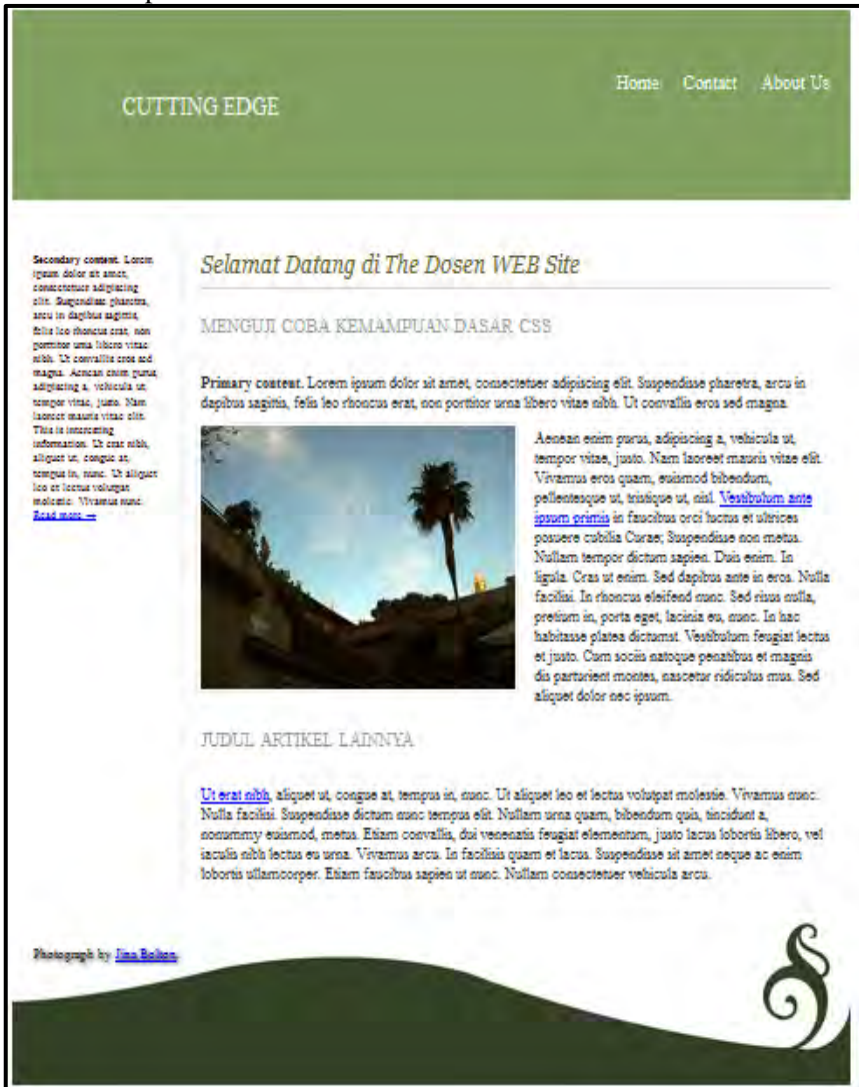 CUTTING EDGE
Home Contact About Us
Secondary content. Lorem
ipsum dolor sit amet,
consectetuer adipiscing
elit. Suspendisse pharetra,
arcu in dapibus sagittis,
felis leo rhoncus erat, non
porttitor urna libero vitae
nibh. Ut convallis eros sed
magna. Aenean enim purus,
adipiscing a, vehicula ut,
tempor vitae, justo. Nam
laoreet mauris vitae elit.
This is interesting
information. Ut erat nibh,
aliquet ut, congue at,
tempus in, nunc. Ut aliquet
leo et lectus volutpat
molestie. Vivamus nunc.
Read more →
Selamat Datang di The Dosen WEB Site
MENGUJI COBA KEMAMPUAN DASAR CSS
Primary content. Lorem ipsum dolor sit amet, consectetuer adipiscing elit. Suspendisse pharetra, arcu in
dapibus sagittis, felis leo rhoncus erat, non porttitor urna libero vitae nibh. Ut convallis eros sed magna.
Aenean enim purus, adipiscing a, vehicula ut,
tempor vitae, justo. Nam laoreet mauris vitae elit.
Vivamus eros quam, euismod bibendum,
pellentesque ut, tristique ut, nisl. Vestibulum ante
ipsum primis in faucibus orci luctus et ultrices
posuere cubilia Curae; Suspendisse non metus.
Nullam tempor dictum sapien. Duis enim. In
ligula. Cras ut enim. Sed dapibus ante in eros. Nulla
facilisi. In rhoncus eleifend nunc. Sed risus nulla,
pretium in, porta eget, lacinia eu, nunc. In hac
habitasse platea dictumst. Vestibulum feugiat lectus
et justo. Cum sociis natoque penatibus et magnis
dis parturient montes, nascetur ridiculus mus. Sed
aliquet dolor nec ipsum.
JUDUL ARTIKEL LAINNYA
Ut erat nibh, aliquet ut, congue at, tempus in, nunc. Ut aliquet leo et lectus volutpat molestie. Vivamus nunc.
Nulla facilisi. Suspendisse dictum nunc tempus elit. Nullam urna quam, bibendum quis, tincidunt a,
nonummy euismod, metus. Etiam convallis, dui venenatis feugiat elementum, justo lacus lobortis libero, vel
iaculis nibh lectus eu urna. Vivamus arcu. In facilisis quam et lacus. Suspendisse sit amet neque ac enim
lobortis ullamcorper. Etiam faucibus sapien ut nunc. Nullam consectetuer vehicula arcu.
Photograph by Jina Bolton.